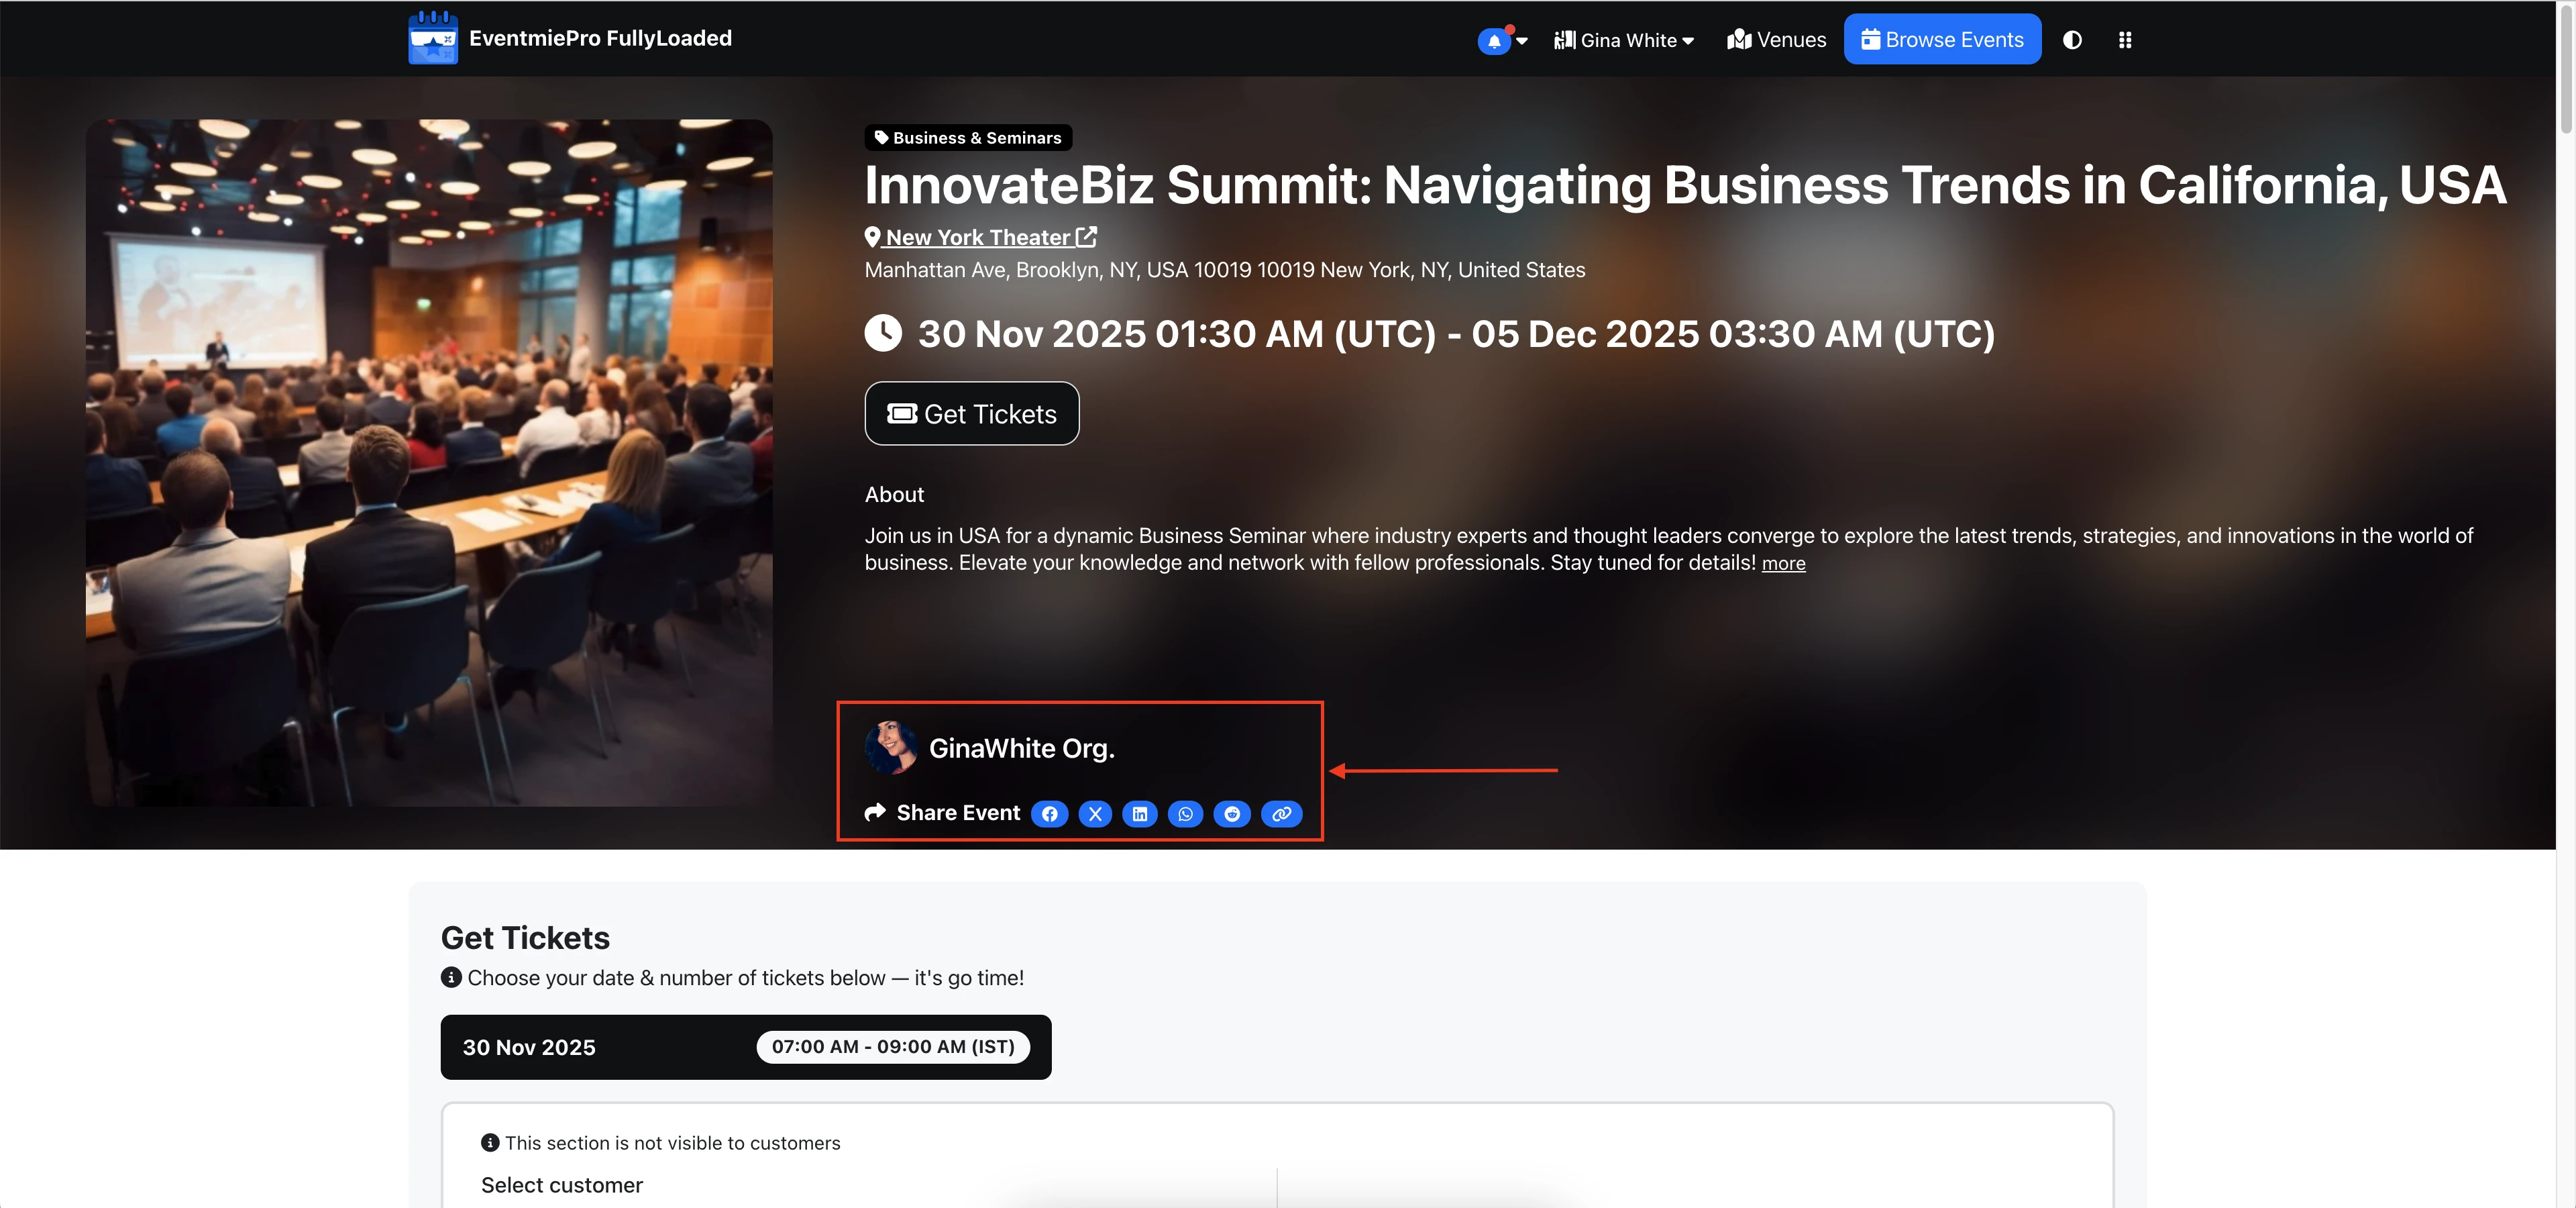 EventmiePro FullyLoaded
Gina White
Venues
Browse Events
Business & Seminars
InnovateBiz Summit: Navigating Business Trends in California, USA
New York Theater
Manhattan Ave, Brooklyn, NY, USA 10019 10019 New York, NY, United States
30 Nov 2025 01:30 AM (UTC) - 05 Dec 2025 03:30 AM (UTC)
Get Tickets
About
Join us in USA for a dynamic Business Seminar where industry experts and thought leaders converge to explore the latest trends, strategies, and innovations in the world of
business. Elevate your knowledge and network with fellow professionals. Stay tuned for details! more
GinaWhite Org.
Share Event
Get Tickets
Choose your date & number of tickets below — it's go time!
30 Nov 2025
07:00 AM - 09:00 AM (IST)
This section is not visible to customers
Select customer